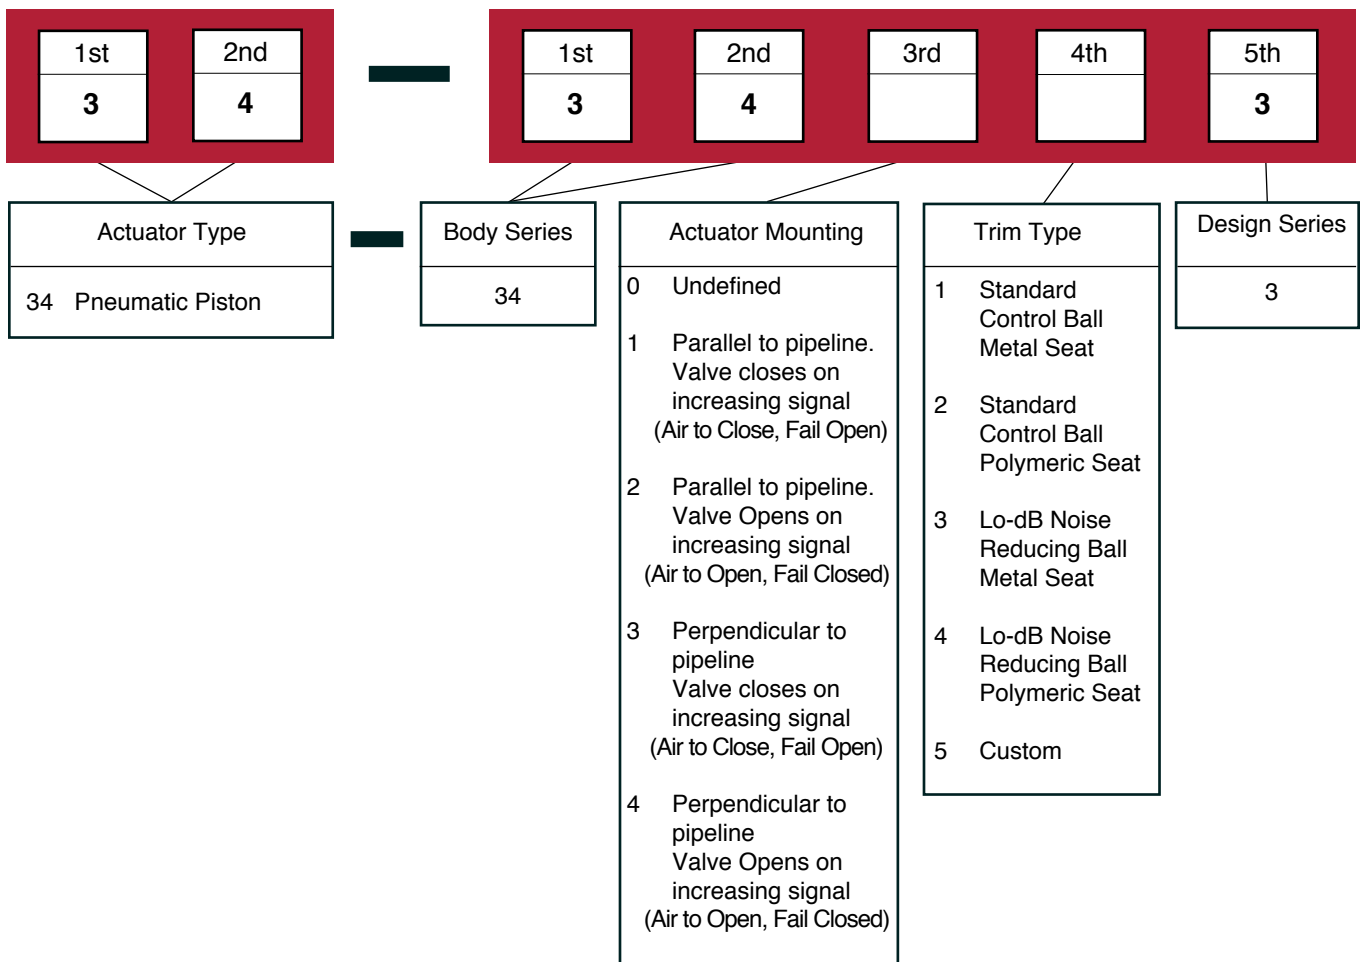 1st 2nd 1st 2nd 3rd 4th 5th
3 4 3 4 3
Actuator Type
34 Pneumatic Piston
Body Series
34
Actuator Mounting
0 Undefined
1 Parallel to pipeline.
Valve closes on
increasing signal
(Air to Close, Fail Open)
2 Parallel to pipeline.
Valve Opens on
increasing signal
(Air to Open, Fail Closed)
3 Perpendicular to
pipeline
Valve closes on
increasing signal
(Air to Close, Fail Open)
4 Perpendicular to
pipeline
Valve Opens on
increasing signal
(Air to Open, Fail Closed)
Trim Type
1 Standard
Control Ball
Metal Seat
2 Standard
Control Ball
Polymeric Seat
3 Lo-dB Noise
Reducing Ball
Metal Seat
4 Lo-dB Noise
Reducing Ball
Polymeric Seat
5 Custom
Design Series
3